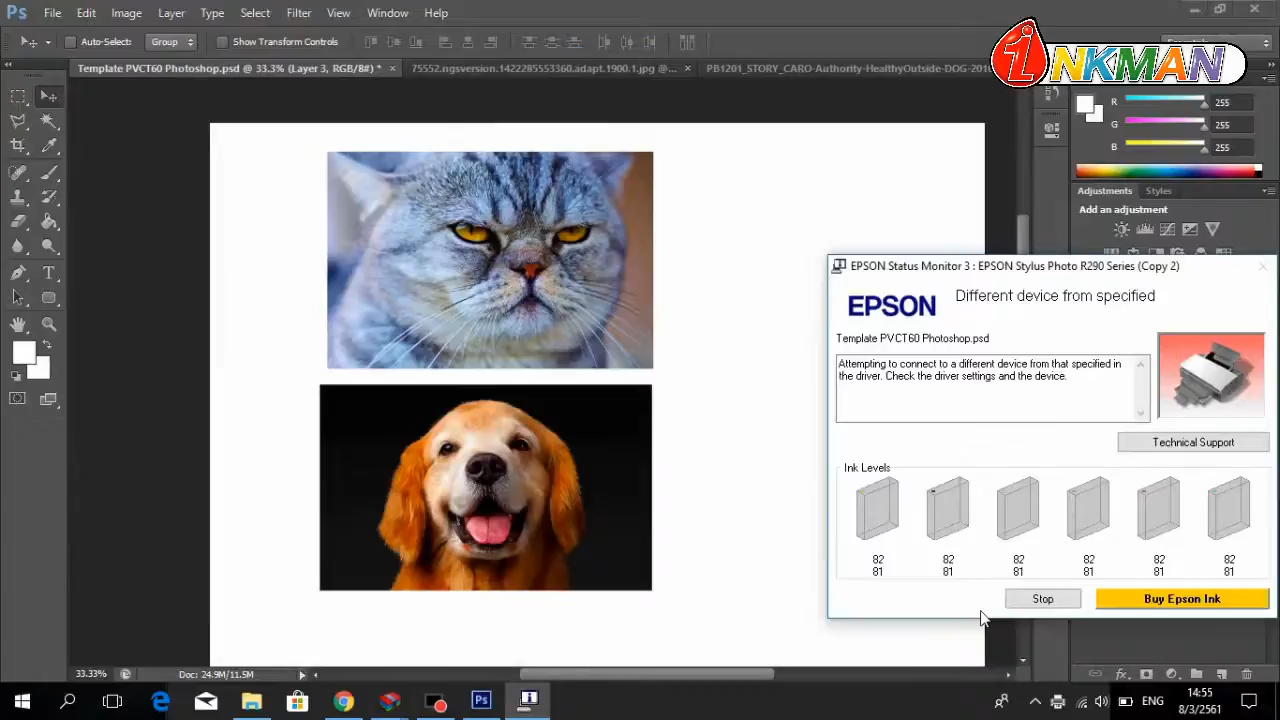 Ps File Edit Image Layer Type Select Filter View Window Help
Auto-Select: Group Show Transform Controls
iNKMAN
Template PVCT60 Photoshop.psd @ 33.3% (Layer 3, RGB/8#) * × 75552.ngsversion.1422285553360.adapt.1900.1.jpg @... × PB1201_STORY_CARO-Authority-HealthyOutside-DOG-201
R 255
G 255
B 255
Adjustments Styles
Add an adjustment
EPSON Status Monitor 3 : EPSON Stylus Photo R290 Series (Copy 2)
EPSON Different device from specified
Template PVCT60 Photoshop.psd
Attempting to connect to a different device from that specified in
the driver. Check the driver settings and the device.
Technical Support
Ink Levels
82 82 82 82 82 82
81 81 81 81 81 81
Stop Buy Epson Ink
33.33% Doc: 24.9M/11.5M
ENG 14:55
8/3/2561